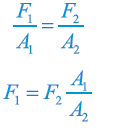 F₁/A₁ = F₂/A₂
F₁ = F₂ A₁/A₂